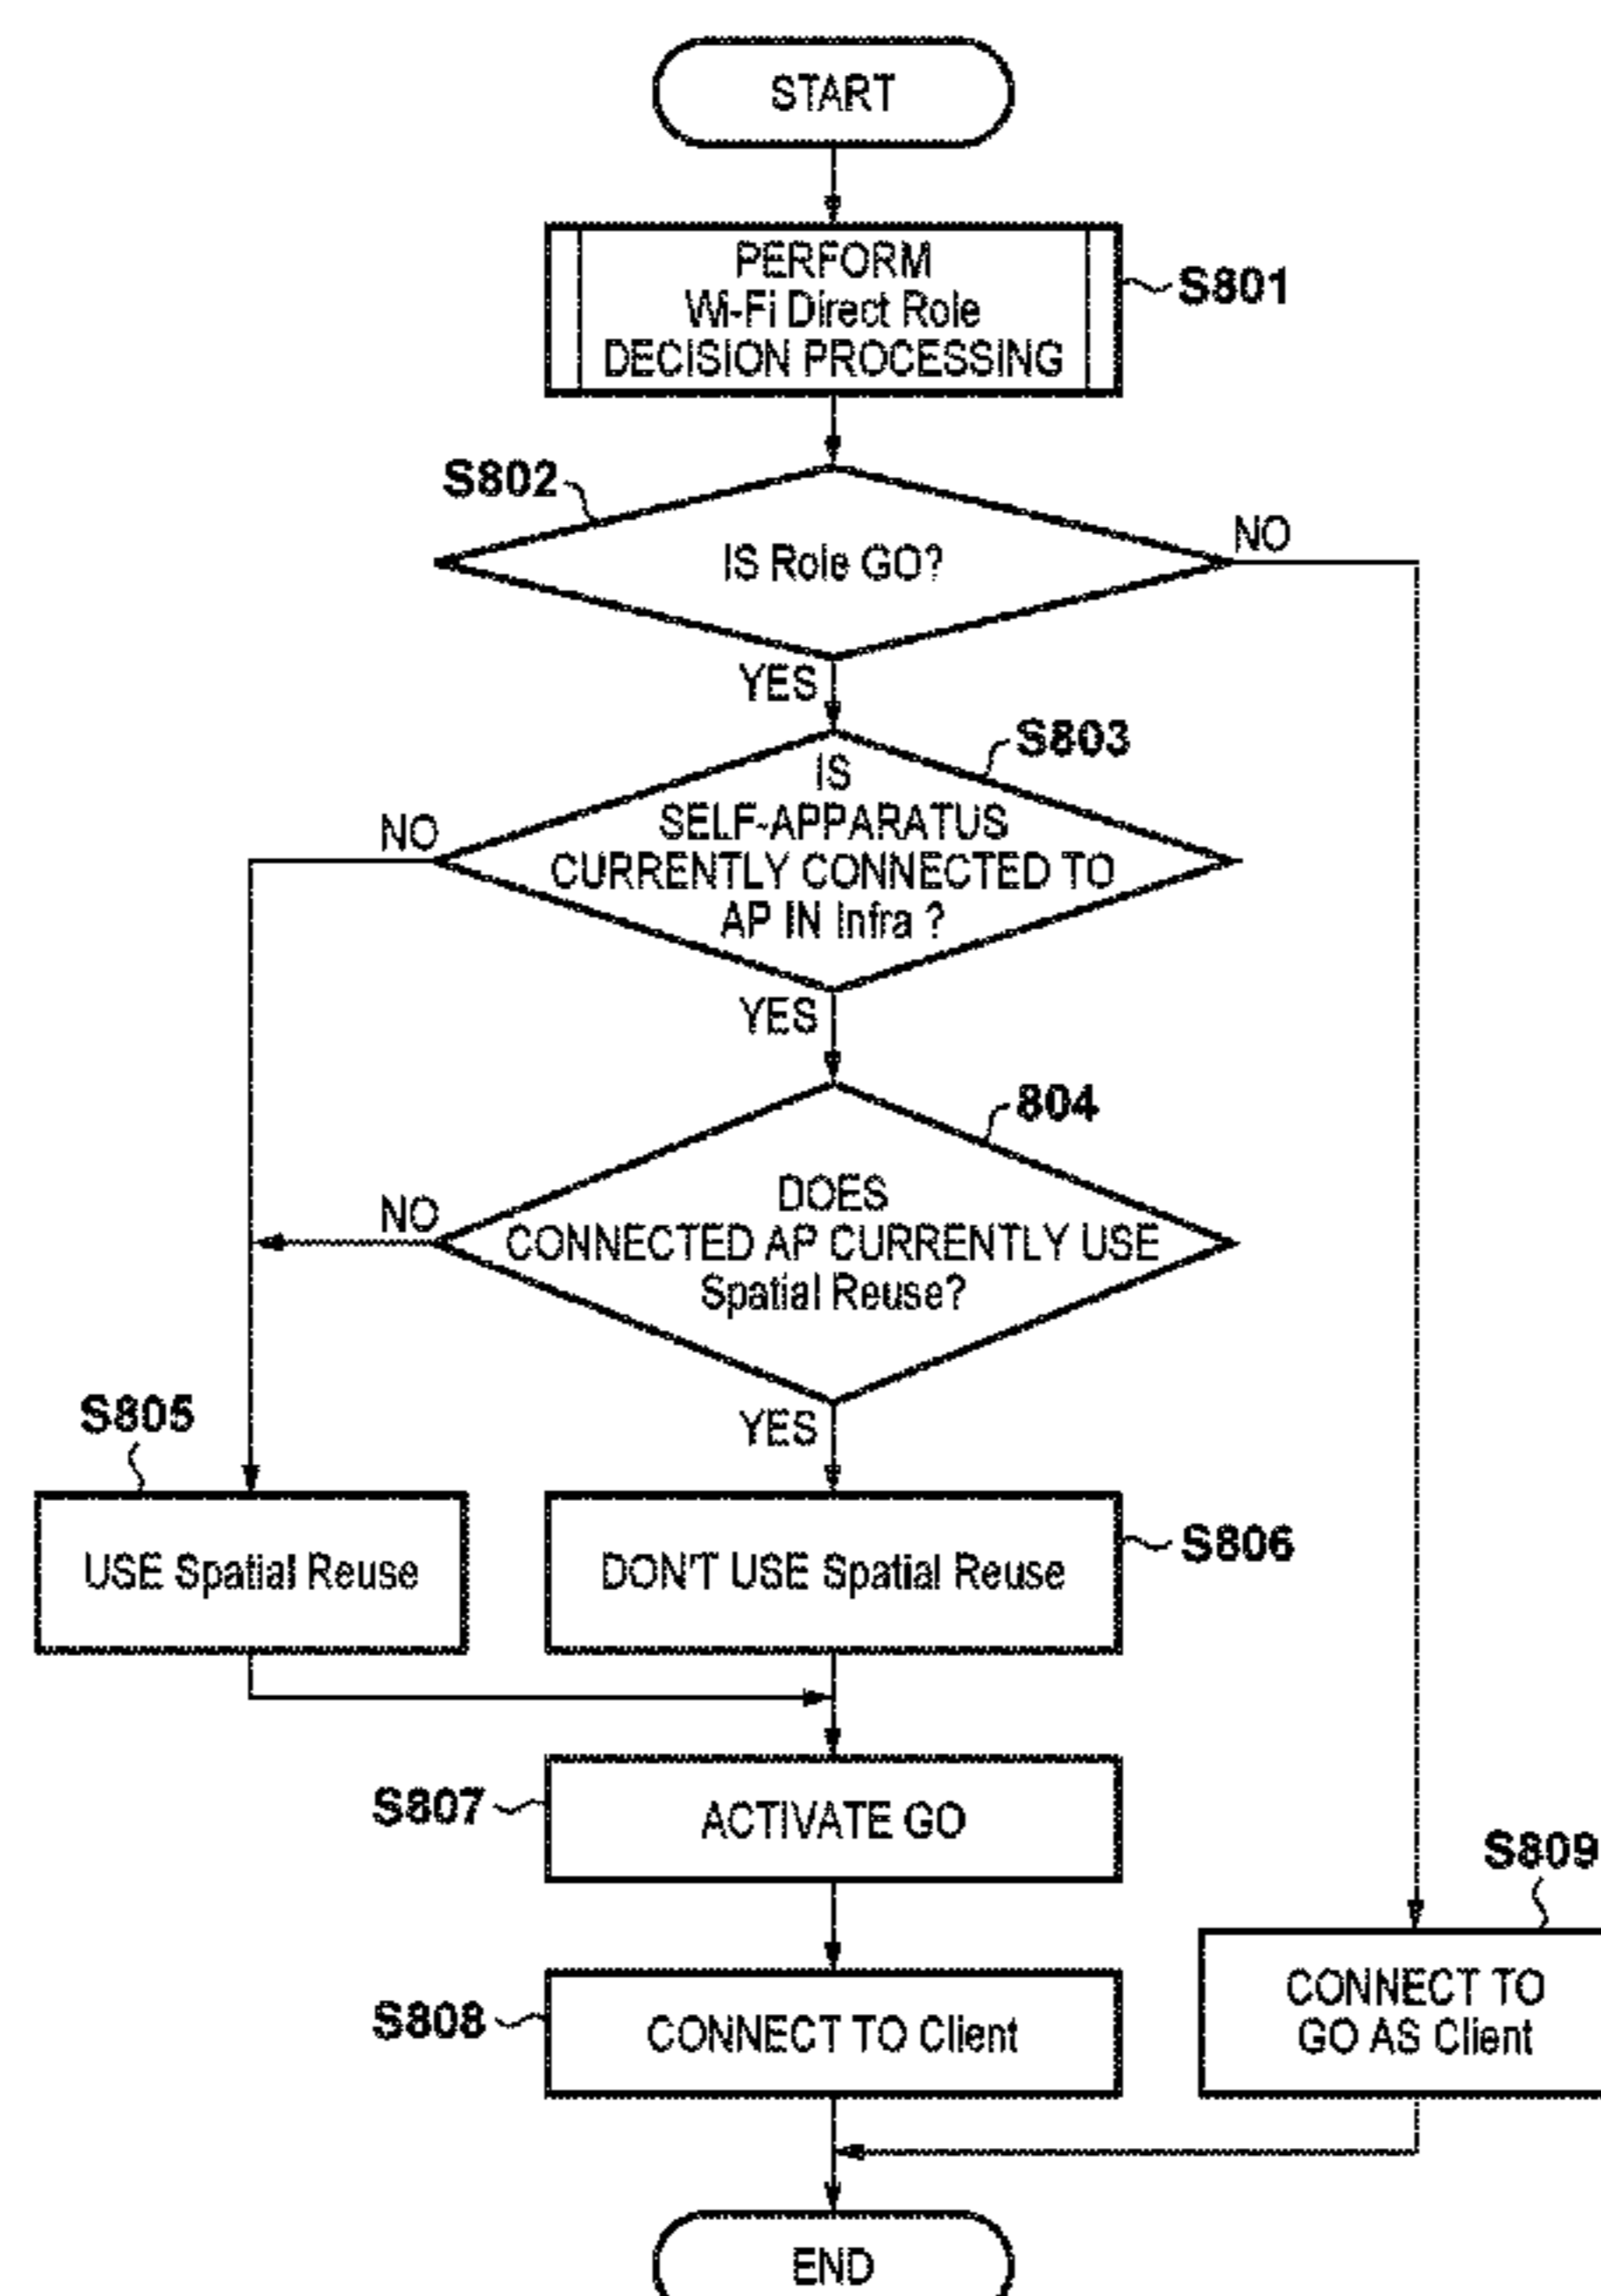 START
PERFORM
Wi-Fi Direct Role
DECISION PROCESSING
S801
S802
IS Role GO?
NO
YES
S803
IS
SELF-APPARATUS
CURRENTLY CONNECTED TO
AP IN Infra ?
NO
YES
804
DOES
CONNECTED AP CURRENTLY USE
Spatial Reuse?
NO
YES
S805
USE Spatial Reuse
DON'T USE Spatial Reuse
S806
S807
ACTIVATE GO
S809
S808
CONNECT TO Client
CONNECT TO
GO AS Client
END